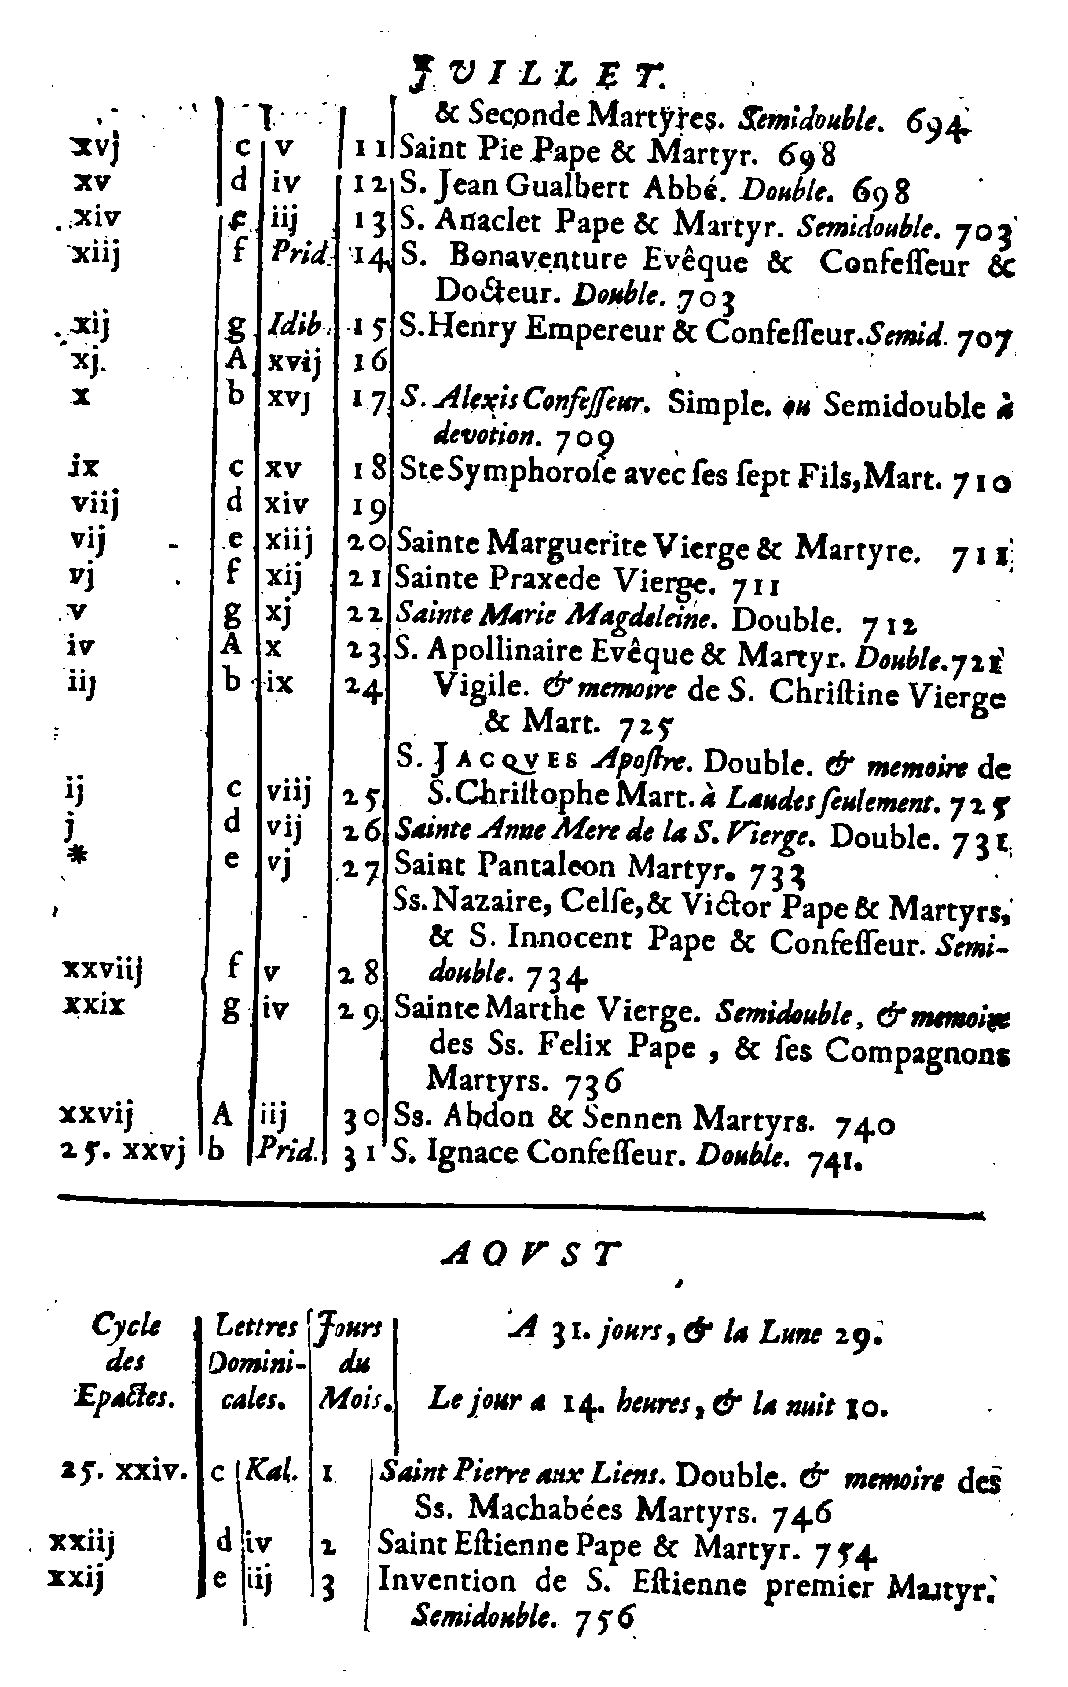 JVILLET.
& Seconde Martyres. Semidouble. 694
xvj c v 11 Saint Pie Pape & Martyr. 698
xv d iv 12 S. Jean Gualbert Abbé. Double. 698
xiv e iij 13 S. Anaclet Pape & Martyr. Semidouble. 703
xiij f Prid. 14 S. Bonaventure Evêque & Confeſſeur &
Docteur. Double. 703
xij g Idib. 15 S. Henry Empereur & Confeſſeur. Semid. 707
xj. A xvij 16
x b xvj 17 S. Alexis Confeſſeur. Simple. ou Semidouble à
devotion. 709
ix c xv 18 Ste Symphoroſe avec ſes ſept Fils, Mart. 710
viij d xiv 19
vij e xiij 20 Sainte Marguerite Vierge & Martyre. 711
vj f xij 21 Sainte Praxede Vierge. 711
v g xj 22 Sainte Marie Magdeleine. Double. 712
iv A x 23 S. Apollinaire Evêque & Martyr. Double. 721
iij b ix 24 Vigile. & memoire de S. Chriſtine Vierge
& Mart. 725
S. JACQVES Apoſtre. Double. & memoire de
ij c viij 25 S. Chriſtophe Mart. à Laudes ſeulement. 725
j d vij 26 Sainte Anne Mere de la S. Vierge. Double. 731
* e vj 27 Saint Pantaleon Martyr. 733
Ss. Nazaire, Celſe, & Victor Pape & Martyrs,
& S. Innocent Pape & Confeſſeur. Semi-
xxviij f v 28 double. 734
xxix g iv 29 Sainte Marthe Vierge. Semidouble, & memoire
des Ss. Felix Pape, & ſes Compagnons
Martyrs. 736
xxvij A iij 30 Ss. Abdon & Sennen Martyrs. 740
25. xxvj b Prid. 31 S. Ignace Confeſſeur. Double. 741.
AOVST
Cycle Lettres Jours A 31. jours, & la Lune 29.
des Domini- du
Epactes. cales. Mois. Le jour a 14. heures, & la nuit 10.
25. xxiv. c Kal. 1 Saint Pierre aux Liens. Double. & memoire des
Ss. Machabées Martyrs. 746
xxiij d iv 2 Saint Eſtienne Pape & Martyr. 754
xxij e iij 3 Invention de S. Eſtienne premier Martyr.
Semidouble. 756